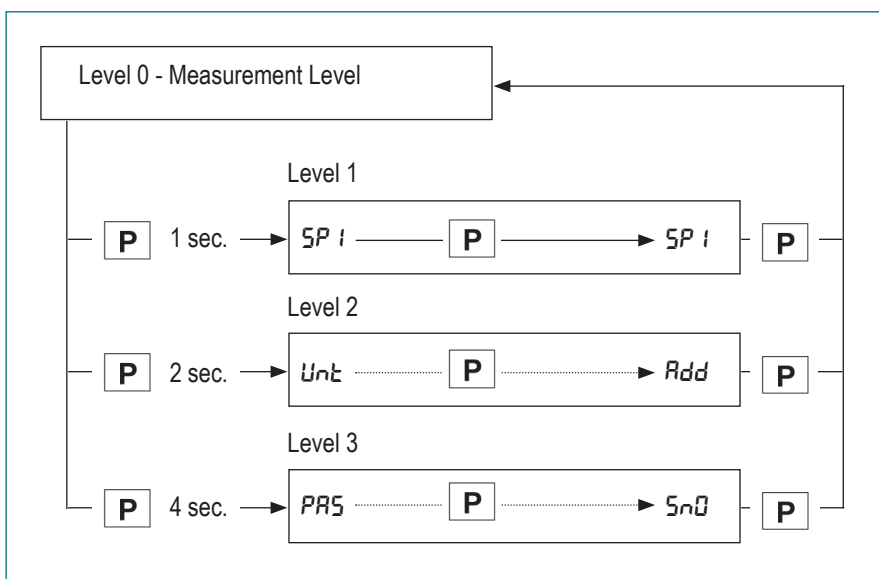 Level 0 - Measurement Level
Level 1
P 1 sec. SP1 P SP1 P
Level 2
P 2 sec. Unt P Add P
Level 3
P 4 sec. PAS P Sn0 P